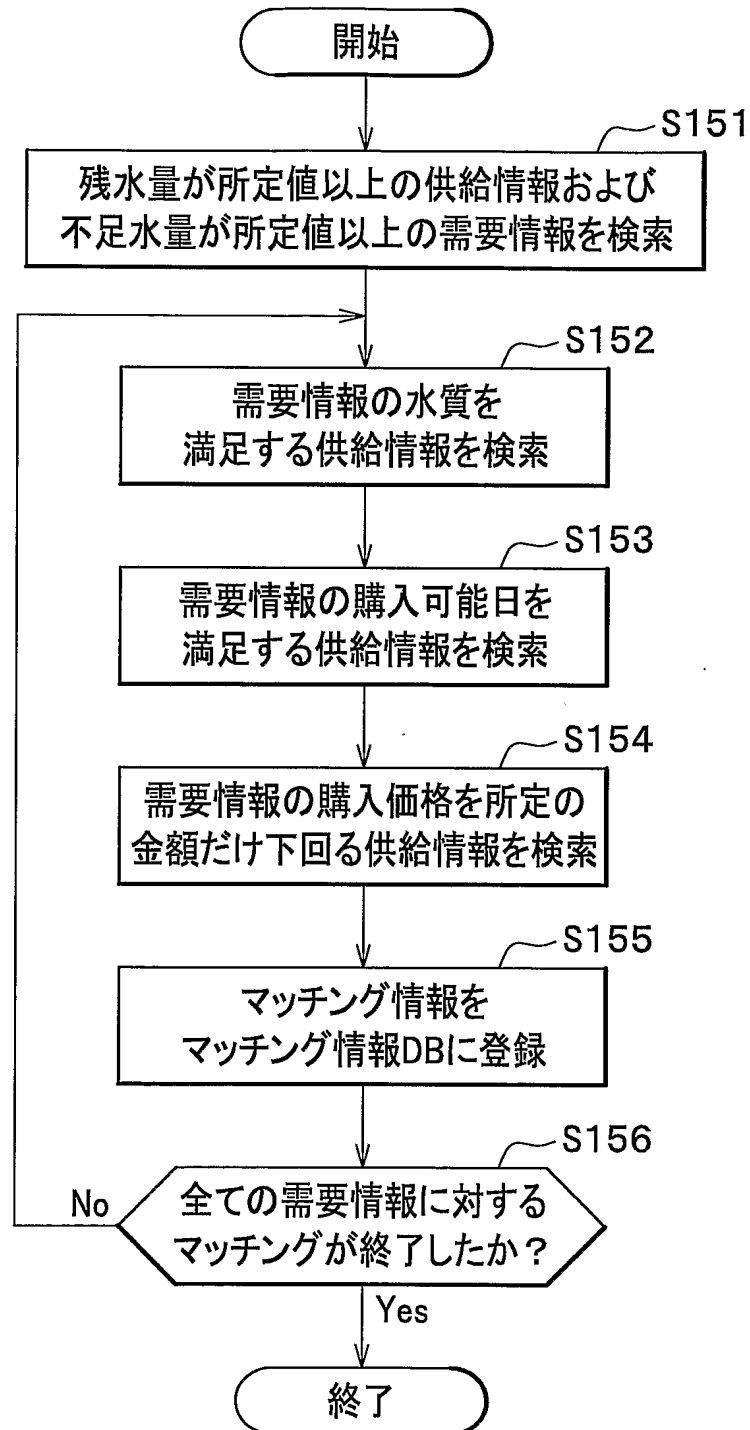 開始
S151
残水量が所定値以上の供給情報および
不足水量が所定値以上の需要情報を検索
S152
需要情報の水質を
満足する供給情報を検索
S153
需要情報の購入可能日を
満足する供給情報を検索
S154
需要情報の購入価格を所定の
金額だけ下回る供給情報を検索
S155
マッチング情報を
マッチング情報DBに登録
S156
No
全ての需要情報に対する
マッチングが終了したか？
Yes
終了